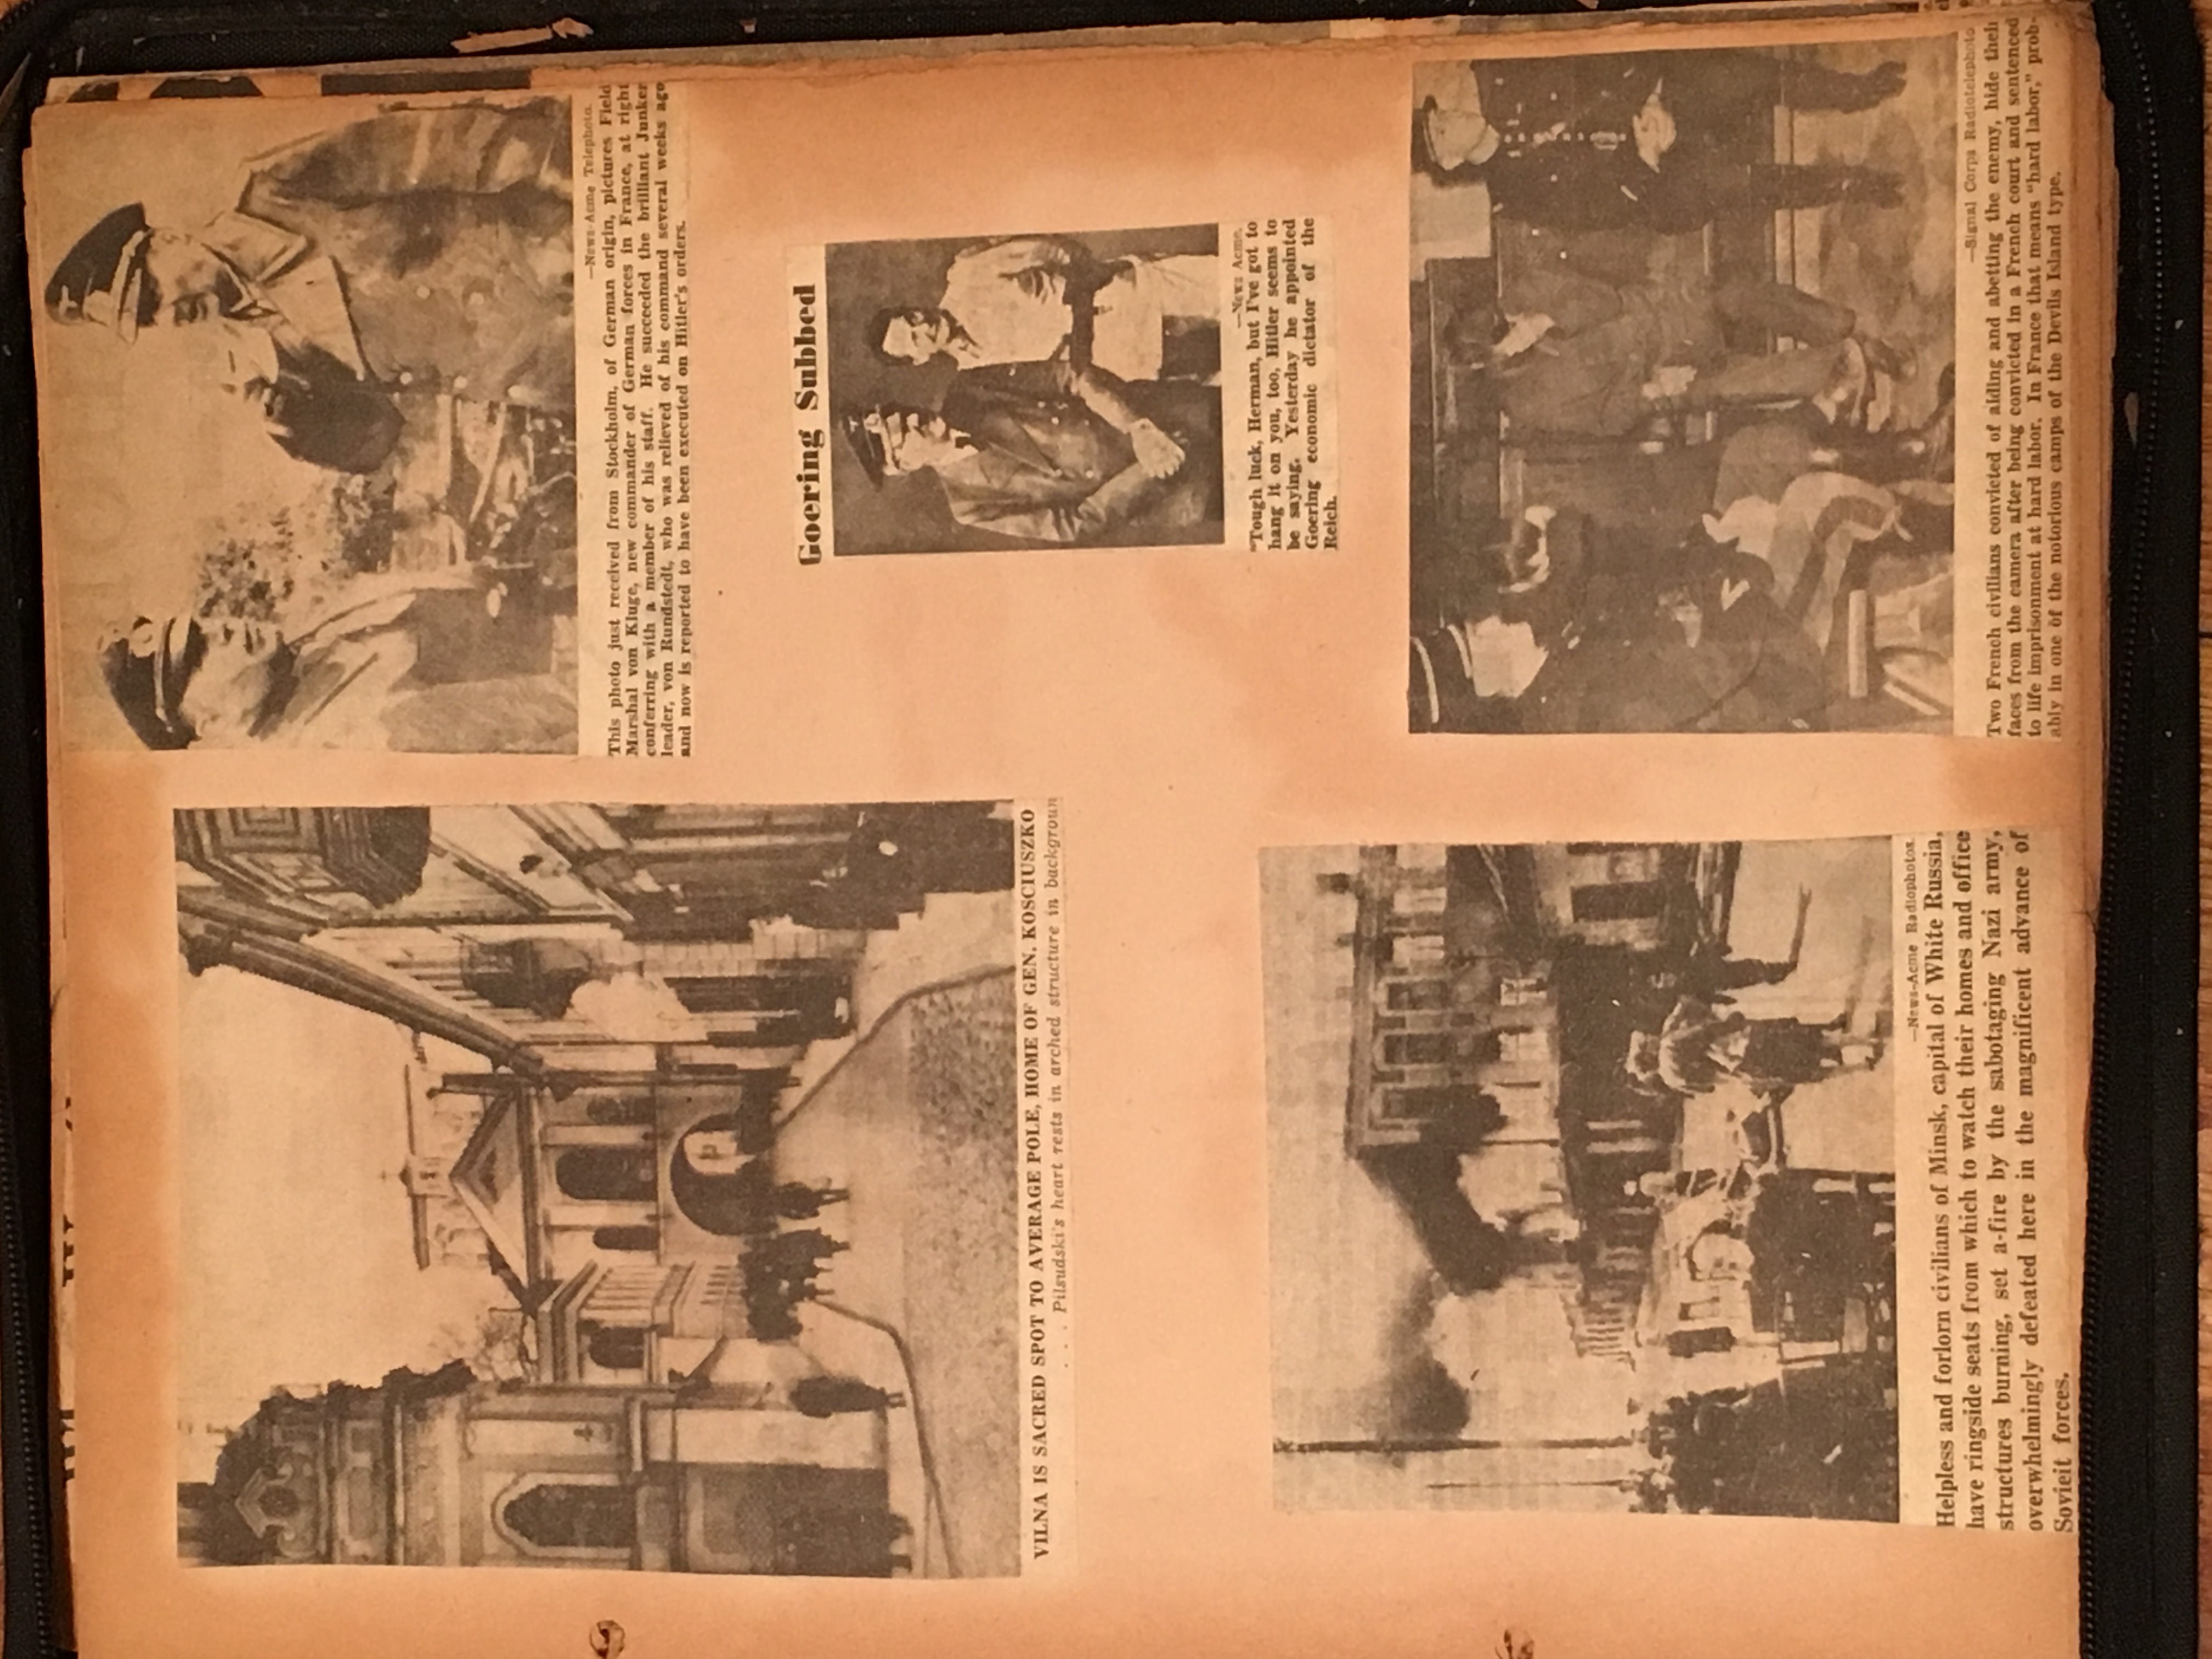 VILNA IS SACRED SPOT TO AVERAGE POLE, HOME OF GEN. KOSCIUSZKO
. . . Pilsudski's heart rests in arched structure in backgroun
—News-Acme Telephoto.
This photo just received from Stockholm, of German origin, pictures Field
Marshal von Kluge, new commander of German forces in France, at right
conferring with a member of his staff. He succeeded the brilliant Junker
leader, von Rundstedt, who was relieved of his command several weeks ago
and now is reported to have been executed on Hitler's orders.
Goering Subbed
—News Acme.
"Tough luck, Herman, but I've got to
hang it on you, too, Hitler seems to
be saying. Yesterday he appointed
Goering economic dictator of the
Reich.
—News-Acme Radiophotos.
Helpless and forlorn civilians of Minsk, capital of White Russia,
have ringside seats from which to watch their homes and office
structures burning, set a-fire by the sabotaging Nazi army,
overwhelmingly defeated here in the magnificent advance of
Sovieit forces.
—Signal Corps Radiotelephoto
Two French civilians convicted of aiding and abetting the enemy, hide their
faces from the camera after being convicted in a French court and sentenced
to life imprisonment at hard labor. In France that means "hard labor," prob-
ably in one of the notorious camps of the Devils Island type.